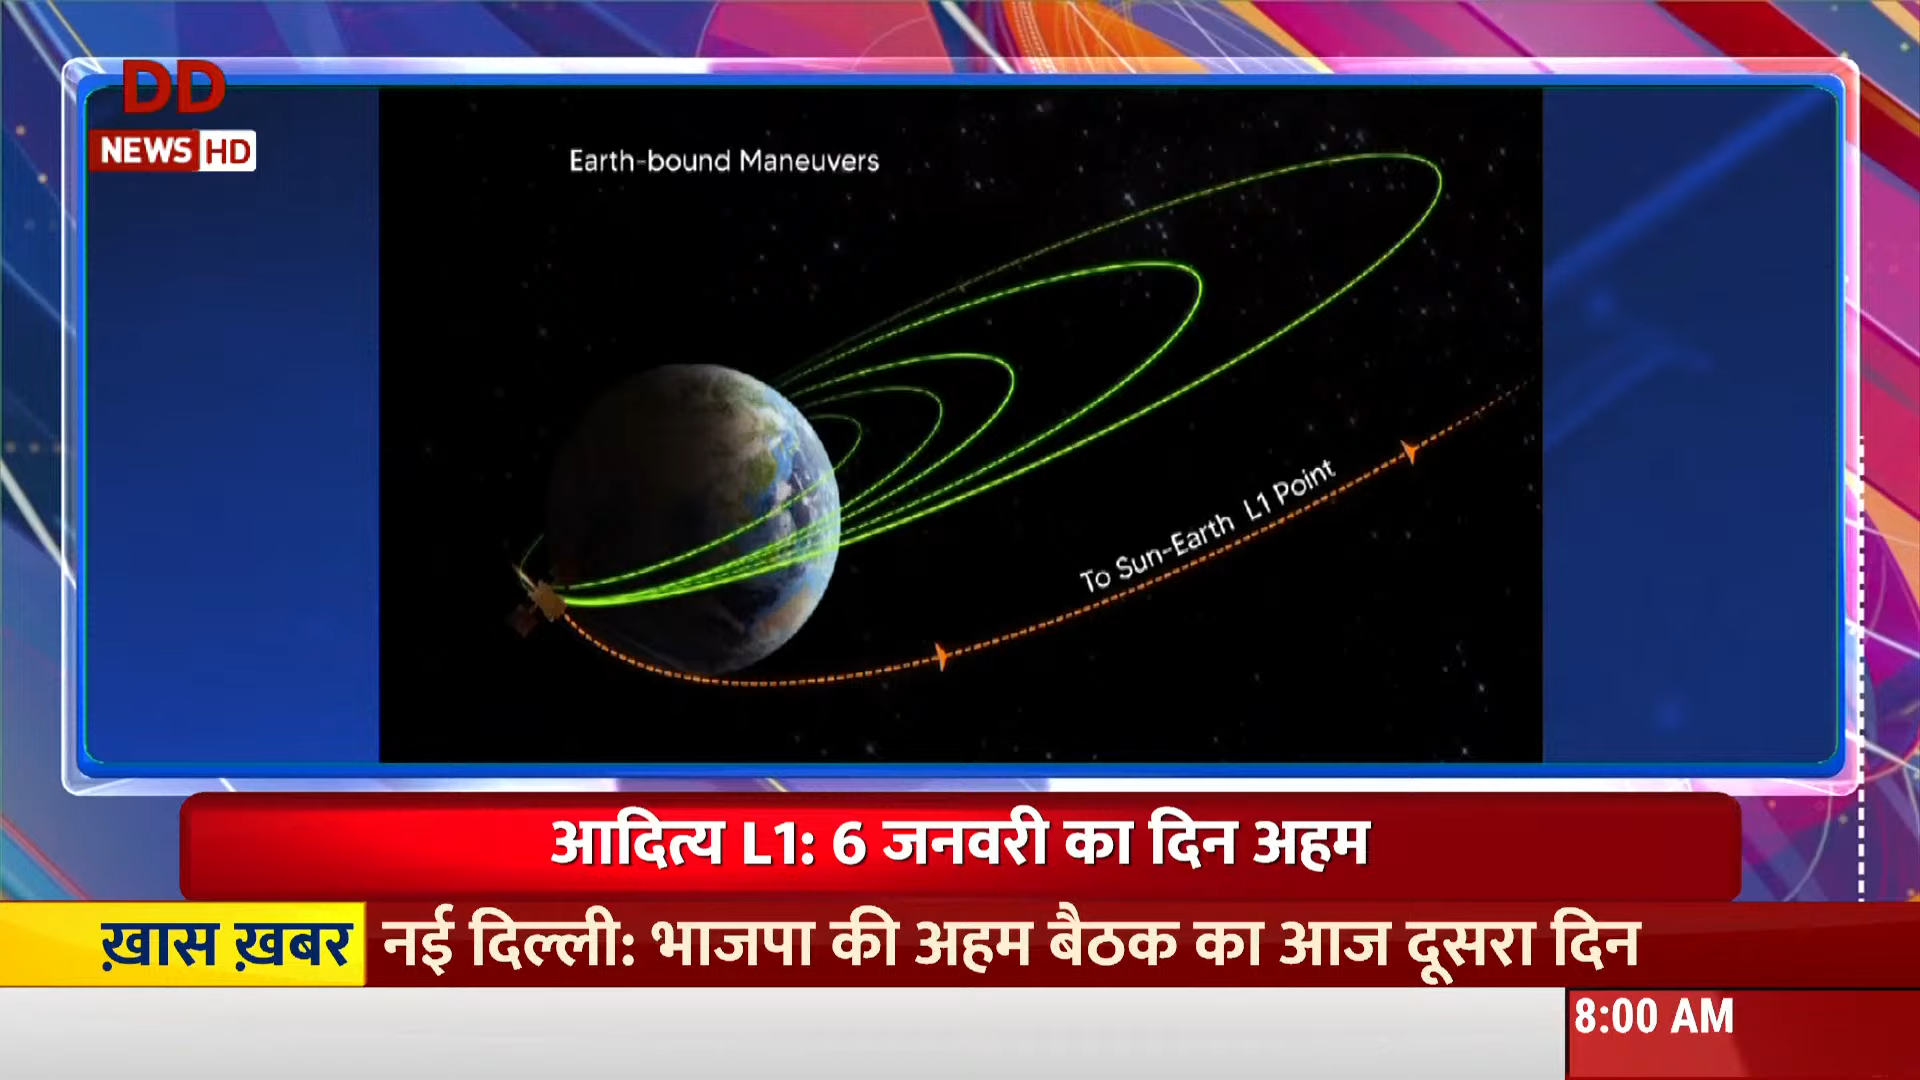 DD
NEWS HD
Earth-bound Maneuvers
To Sun-Earth L1 Point
आदित्य L1: 6 जनवरी का दिन अहम
ख़ास ख़बर नई दिल्ली: भाजपा की अहम बैठक का आज दूसरा दिन
8:00 AM